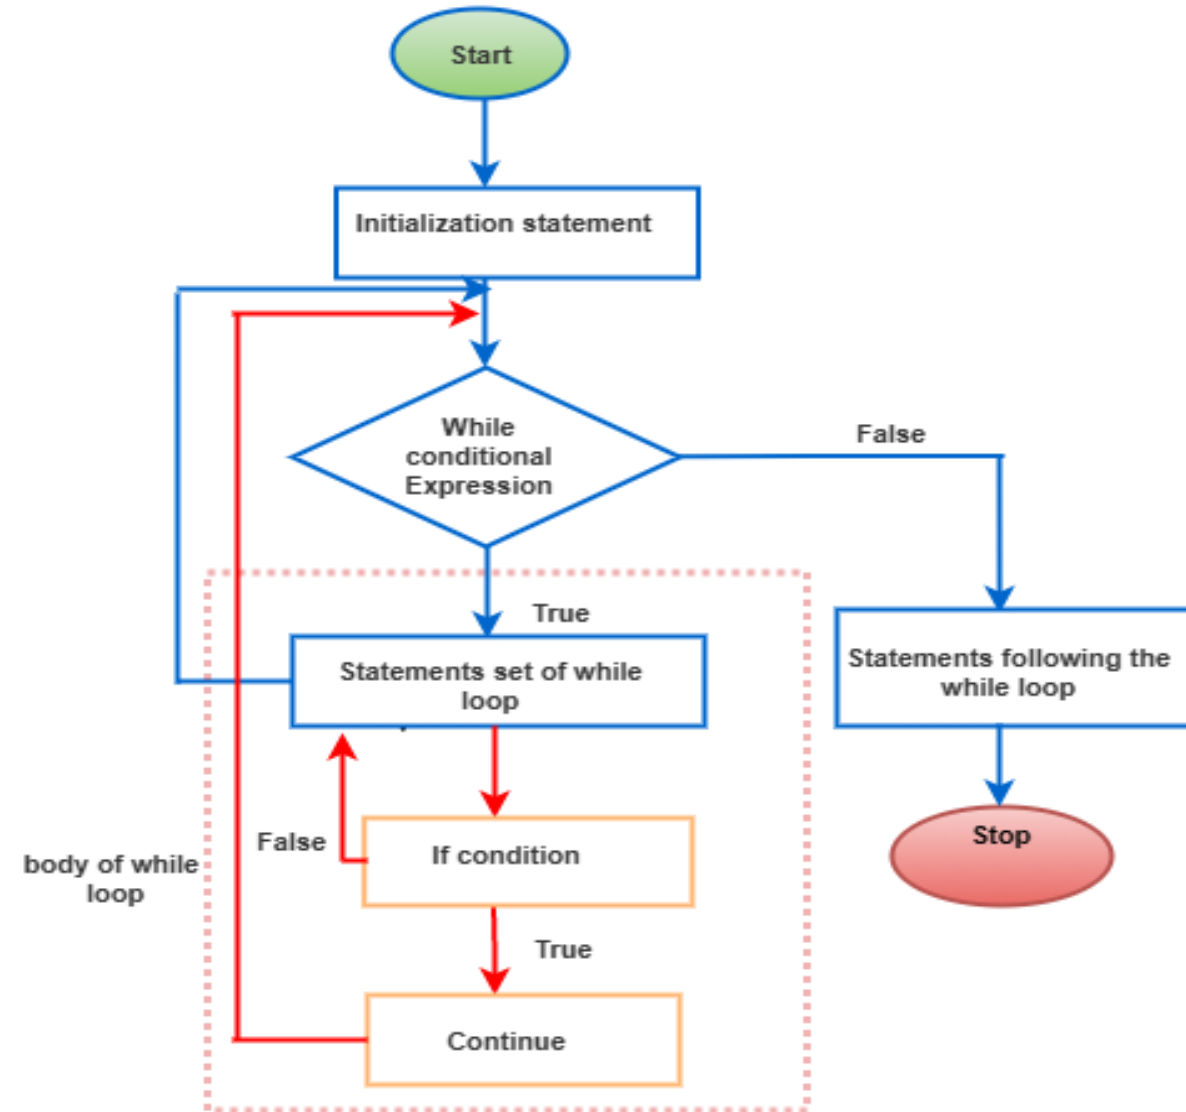 Start
Initialization statement
While
conditional
Expression
False
True
Statements set of while
loop
Statements following the
while loop
False
If condition
Stop
body of while
loop
True
Continue